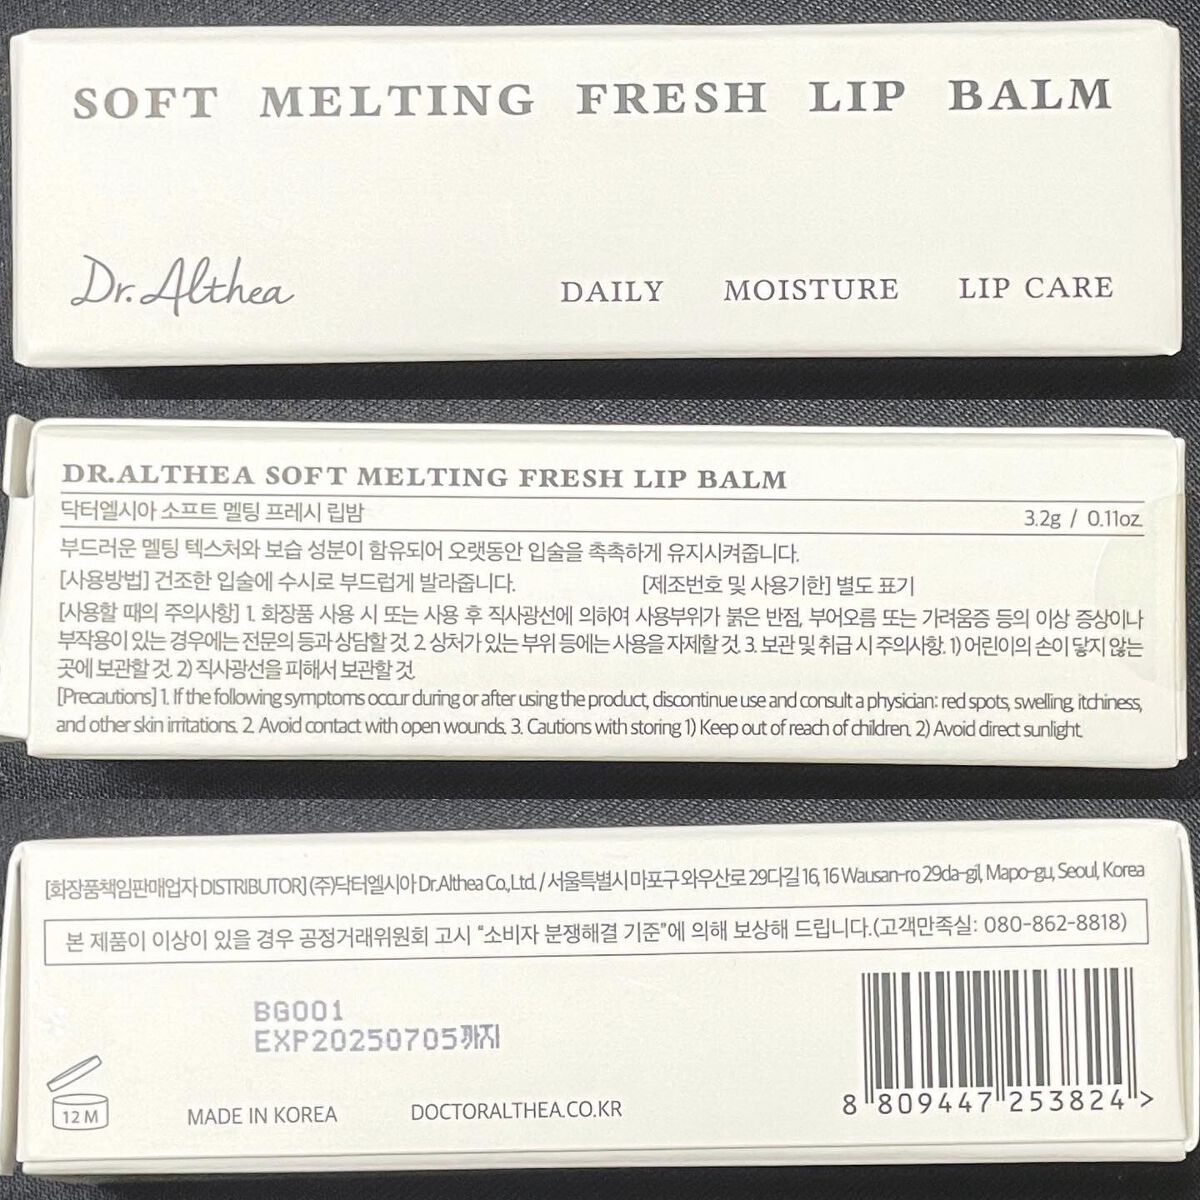 SOFT MELTING FRESH LIP BALM
Dr. Althea
DAILY MOISTURE LIP CARE
DR.ALTHEA SOFT MELTING FRESH LIP BALM
닥터엘시아 소프트 멜팅 프레시 립밤
3.2g / 0.11oz.
부드러운 멜팅 텍스처와 보습 성분이 함유되어 오랫동안 입술을 촉촉하게 유지시켜줍니다.
[사용방법] 건조한 입술에 수시로 부드럽게 발라줍니다. [제조번호 및 사용기한] 별도 표기
[사용할 때의 주의사항] 1. 화장품 사용 시 또는 사용 후 직사광선에 의하여 사용부위가 붉은 반점, 부어오름 또는 가려움증 등의 이상 증상이나
부작용이 있는 경우에는 전문의 등과 상담할 것. 2. 상처가 있는 부위 등에는 사용을 자제할 것. 3. 보관 및 취급 시 주의사항. 1) 어린이의 손이 닿지 않는
곳에 보관할 것. 2) 직사광선을 피해서 보관할 것.
[Precautions] 1. If the following symptoms occur during or after using the product, discontinue use and consult a physician: red spots, swelling, itchiness,
and other skin irritations. 2. Avoid contact with open wounds. 3. Cautions with storing 1) Keep out of reach of children. 2) Avoid direct sunlight.
[화장품책임판매업자 DISTRIBUTOR] (주)닥터엘시아 Dr.Althea Co., Ltd. / 서울특별시 마포구 와우산로 29다길 16, 16 Wausan-ro 29da-gil, Mapo-gu, Seoul, Korea
본 제품이 이상이 있을 경우 공정거래위원회 고시 “소비자 분쟁해결 기준”에 의해 보상해 드립니다.(고객만족실: 080-862-8818)
BG001
EXP20250705까지
12 M
MADE IN KOREA
DOCTORALTHEA.CO.KR
8 809447 253824 >